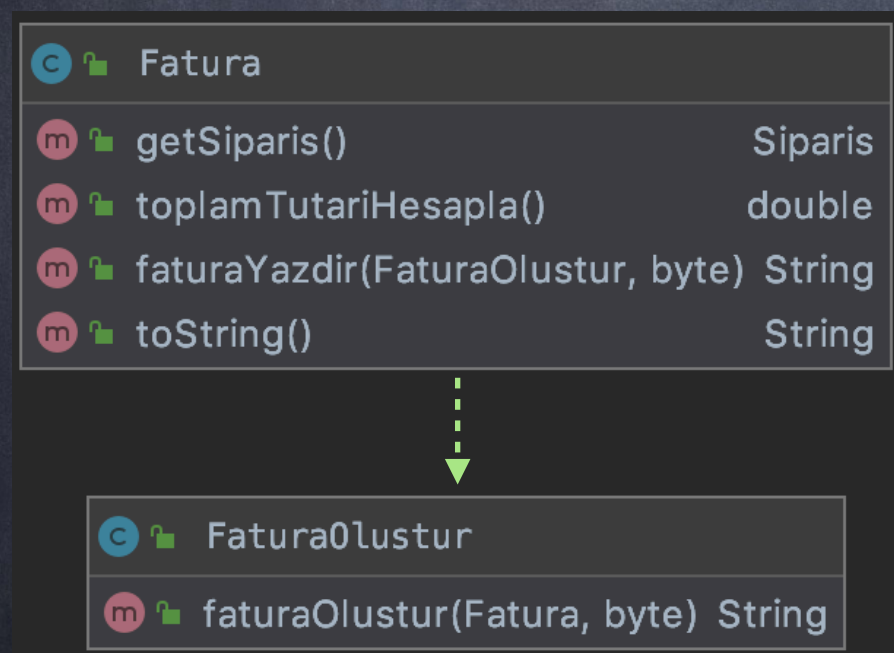 C Fatura
m getSiparis() Siparis
m toplamTutariHesapla() double
m faturaYazdir(FaturaOlustur, byte) String
m toString() String
C FaturaOlustur
m faturaOlustur(Fatura, byte) String